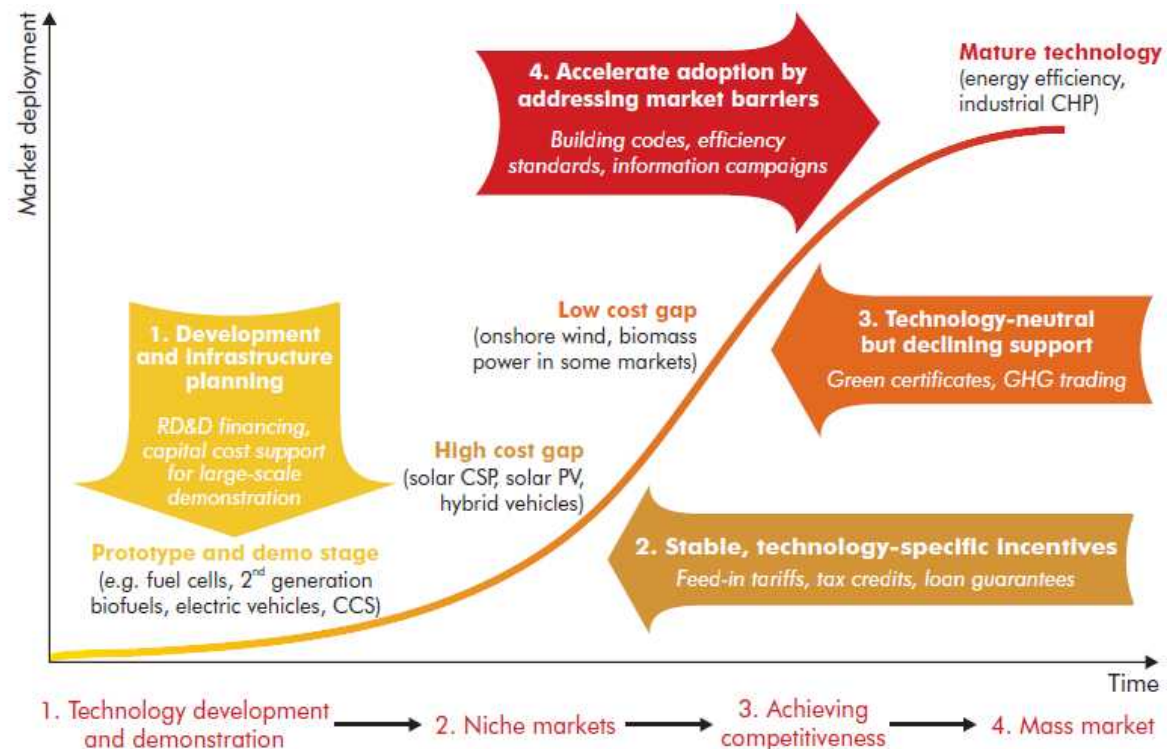 Market deployment
4. Accelerate adoption by
addressing market barriers
Building codes, efficiency
standards, information campaigns
Mature technology
(energy efficiency,
industrial CHP)
1. Development
and infrastructure
planning
RD&D financing,
capital cost support
for large-scale
demonstration
Low cost gap
(onshore wind, biomass
power in some markets)
3. Technology-neutral
but declining support
Green certificates, GHG trading
High cost gap
(solar CSP, solar PV,
hybrid vehicles)
2. Stable, technology-specific incentives
Feed-in tariffs, tax credits, loan guarantees
Prototype and demo stage
(e.g. fuel cells, 2nd generation
biofuels, electric vehicles, CCS)
Time
1. Technology development
and demonstration
2. Niche markets
3. Achieving
competitiveness
4. Mass market